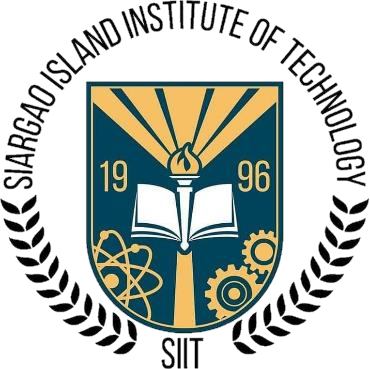 SIARGAO ISLAND INSTITUTE OF TECHNOLOGY
19 96
SIIT